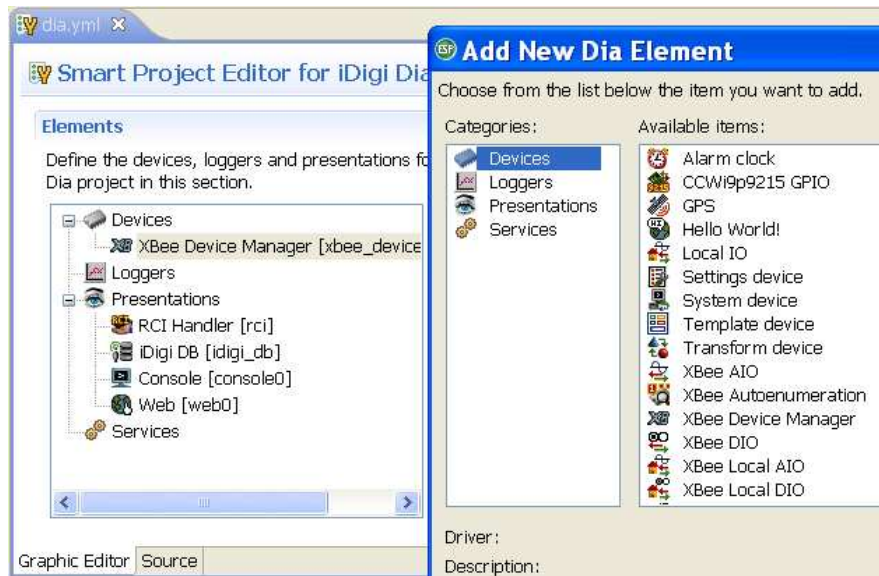 dia.yml
Smart Project Editor for iDigi Dia
Elements
Define the devices, loggers and presentations fo
Dia project in this section.
Devices
XBee Device Manager [xbee_device
Loggers
Presentations
RCI Handler [rci]
iDigi DB [idigi_db]
Console [console0]
Web [web0]
Services
Graphic Editor
Source
ESP
Add New Dia Element
Choose from the list below the item you want to add.
Categories:
Devices
Loggers
Presentations
Services
Available items:
Alarm clock
CCWi9p9215 GPIO
GPS
Hello World!
Local IO
Settings device
System device
Template device
Transform device
XBee AIO
XBee Autoenumeration
XBee Device Manager
XBee DIO
XBee Local AIO
XBee Local DIO
Driver:
Description: